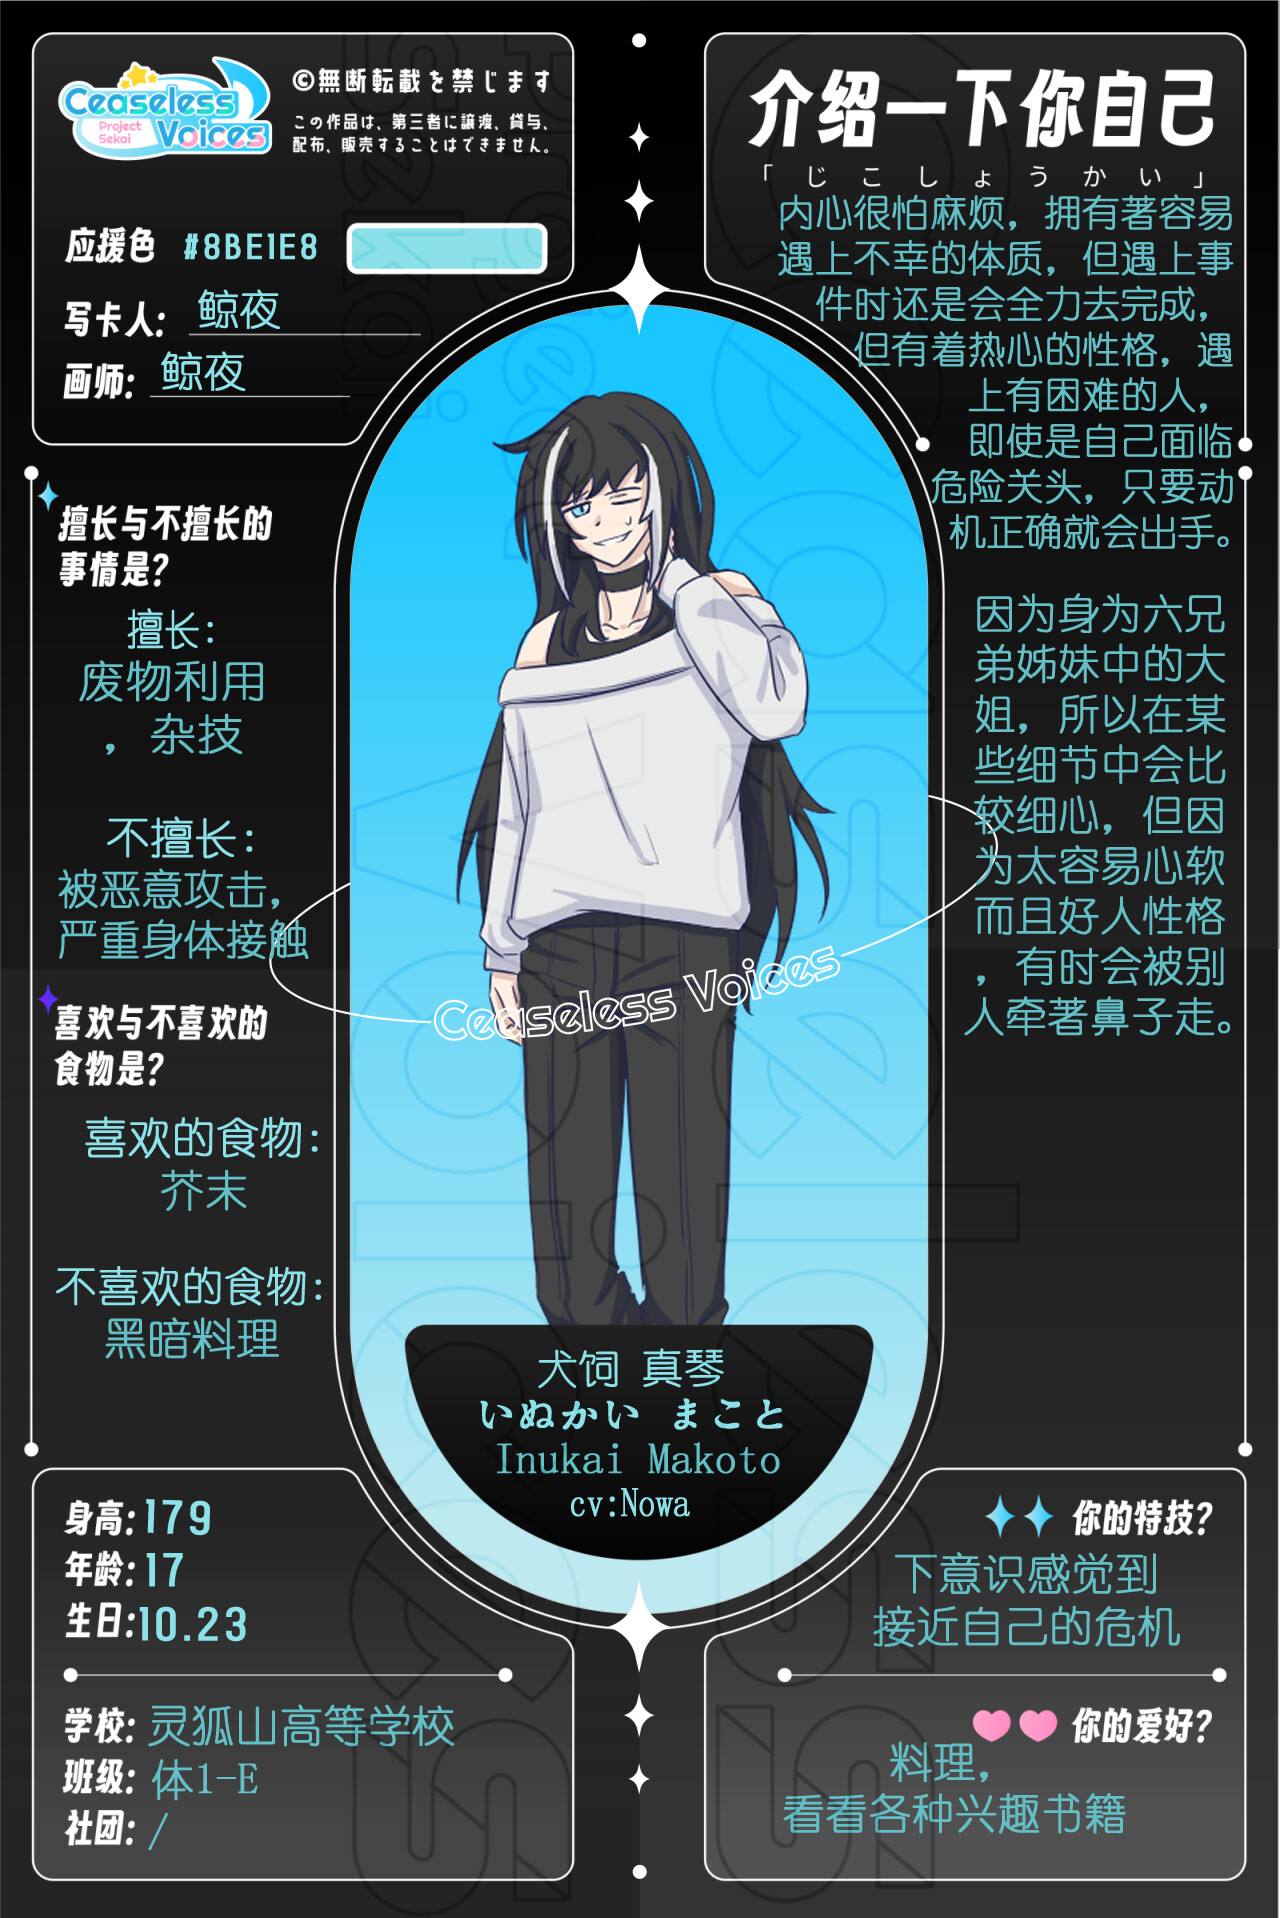 Ceaseless
Project
Sekai
Voices
©無断転載を禁じます
この作品は、第三者に譲渡、貸与、
配布、販売することはできません。
应援色 #8BE1E8
写卡人: 鲸夜
画师: 鲸夜
介绍一下你自己
「じこしょうかい」
内心很怕麻烦，拥有著容易
遇上不幸的体质，但遇上事
件时还是会全力去完成，
但有着热心的性格，遇
上有困难的人，
即使是自己面临
危险关头，只要动
机正确就会出手。
因为身为六兄
弟姊妹中的大
姐，所以在某
些细节中会比
较细心，但因
为太容易心软
而且好人性格
，有时会被别
人牵著鼻子走。
擅长与不擅长的
事情是?
擅长:
废物利用
，杂技
不擅长:
被恶意攻击，
严重身体接触
喜欢与不喜欢的
食物是?
喜欢的食物:
芥末
不喜欢的食物:
黑暗料理
Ceaseless Voices
犬饲 真琴
いぬかい まこと
Inukai Makoto
cv:Nowa
身高:179
年龄:17
生日:10.23
学校:灵狐山高等学校
班级:体1-E
社团:/
你的特技?
下意识感觉到
接近自己的危机
你的爱好?
料理，
看看各种兴趣书籍